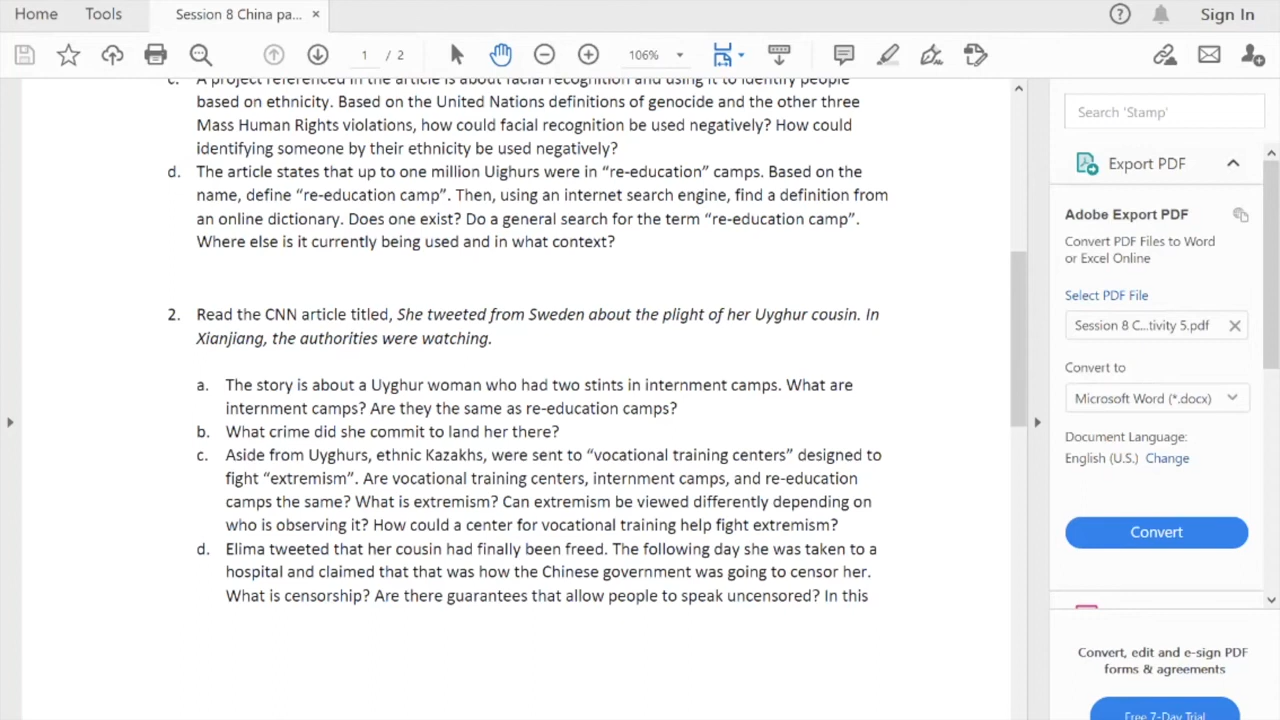 Home Tools Session 8 China pa... × Sign In
1 / 2 106%
c. A project referenced in the article is about facial recognition and using it to identify people
based on ethnicity. Based on the United Nations definitions of genocide and the other three
Mass Human Rights violations, how could facial recognition be used negatively? How could
identifying someone by their ethnicity be used negatively?
d. The article states that up to one million Uighurs were in “re-education” camps. Based on the
name, define “re-education camp”. Then, using an internet search engine, find a definition from
an online dictionary. Does one exist? Do a general search for the term “re-education camp”.
Where else is it currently being used and in what context?
2. Read the CNN article titled, She tweeted from Sweden about the plight of her Uyghur cousin. In
Xianjiang, the authorities were watching.
a. The story is about a Uyghur woman who had two stints in internment camps. What are
internment camps? Are they the same as re-education camps?
b. What crime did she commit to land her there?
c. Aside from Uyghurs, ethnic Kazakhs, were sent to “vocational training centers” designed to
fight “extremism”. Are vocational training centers, internment camps, and re-education
camps the same? What is extremism? Can extremism be viewed differently depending on
who is observing it? How could a center for vocational training help fight extremism?
d. Elima tweeted that her cousin had finally been freed. The following day she was taken to a
hospital and claimed that that was how the Chinese government was going to censor her.
What is censorship? Are there guarantees that allow people to speak uncensored? In this
Search 'Stamp'
Export PDF
Adobe Export PDF
Convert PDF Files to Word
or Excel Online
Select PDF File
Session 8 C...tivity 5.pdf
Convert to
Microsoft Word (*.docx)
Document Language:
English (U.S.) Change
Convert
Convert, edit and e-sign PDF
forms & agreements
Free 7-Day Trial